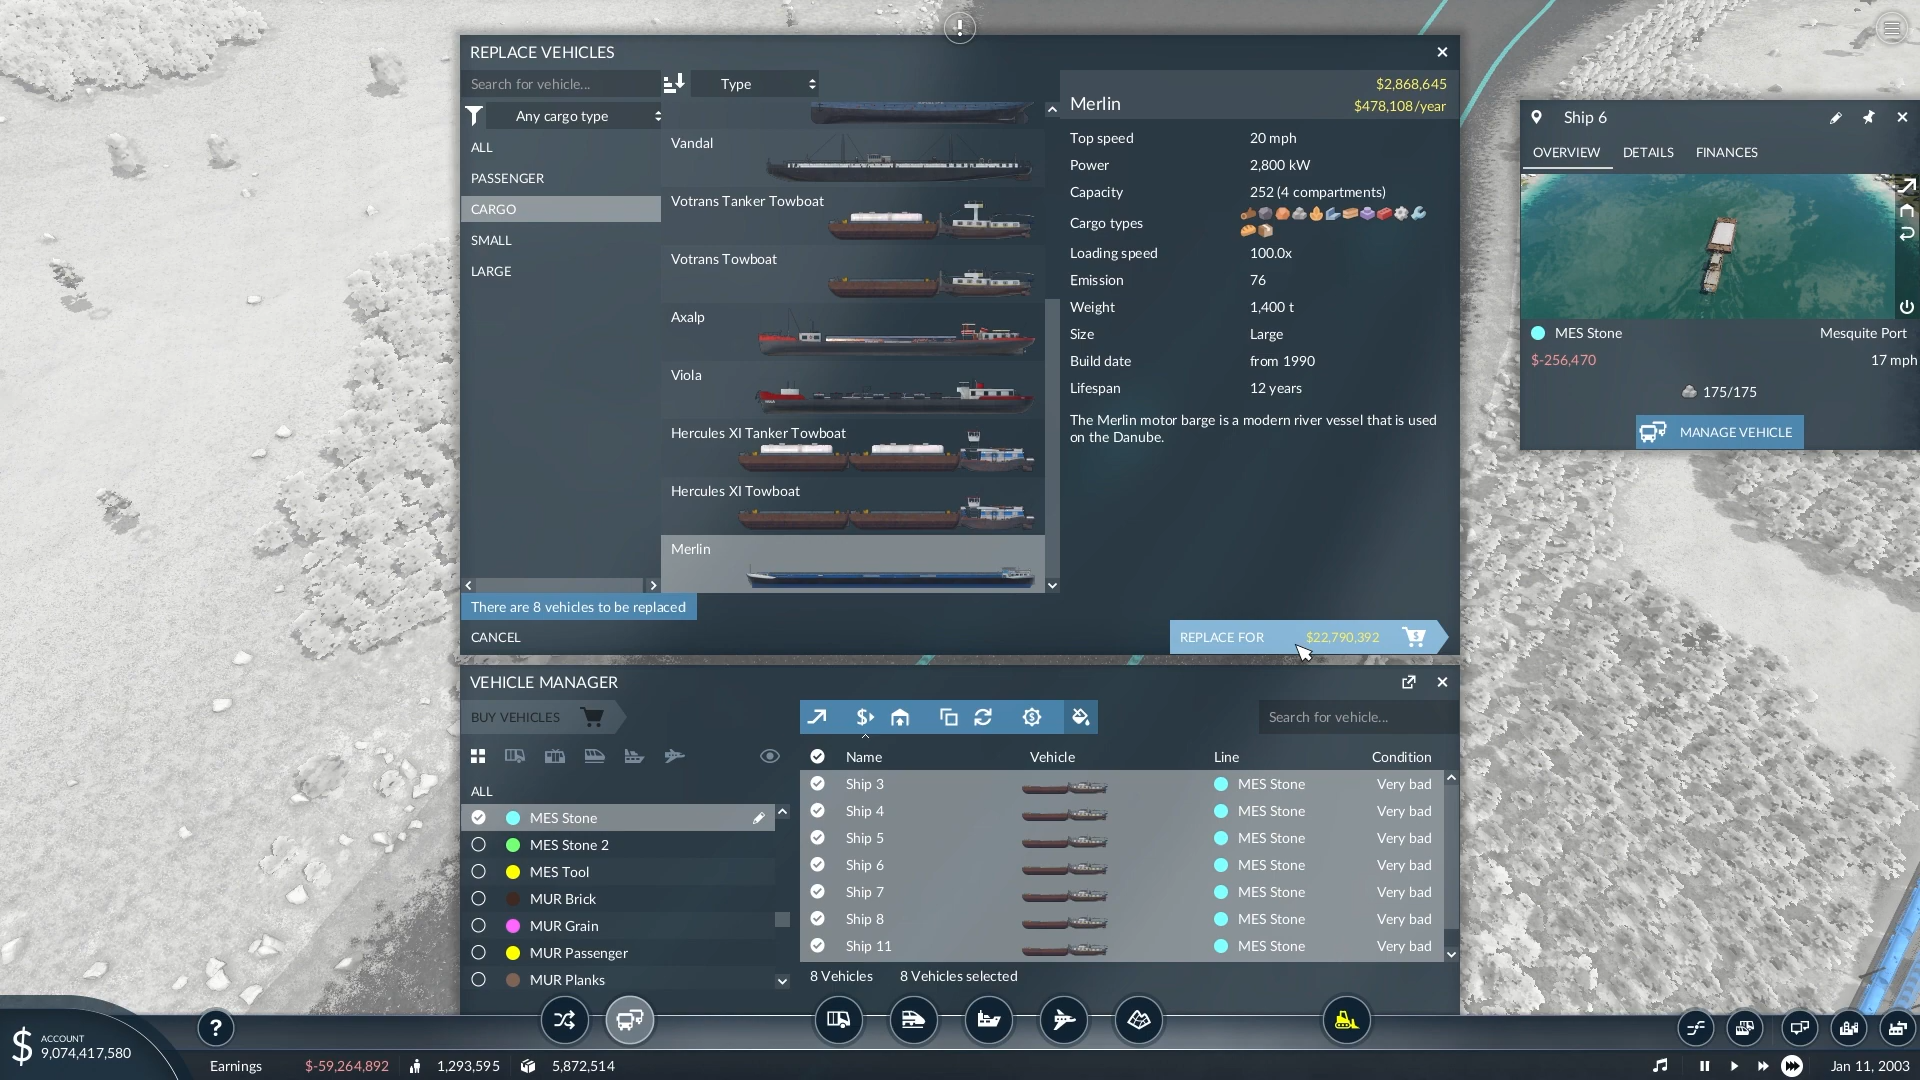 REPLACE VEHICLES
Search for vehicle...
Type
Any cargo type
ALL
PASSENGER
CARGO
SMALL
LARGE
Vandal
Votrans Tanker Towboat
Votrans Towboat
Axalp
Viola
Hercules XI Tanker Towboat
Hercules XI Towboat
Merlin
$2,868,645
Merlin
$478,108/year
Top speed 20 mph
Power 2,800 kW
Capacity 252 (4 compartments)
Cargo types
Loading speed 100.0x
Emission 76
Weight 1,400 t
Size Large
Build date from 1990
Lifespan 12 years
The Merlin motor barge is a modern river vessel that is used
on the Danube.
There are 8 vehicles to be replaced
CANCEL
REPLACE FOR $22,790,392
Ship 6
OVERVIEW DETAILS FINANCES
MES Stone Mesquite Port
$-256,470 17 mph
175/175
MANAGE VEHICLE
VEHICLE MANAGER
BUY VEHICLES
Search for vehicle...
ALL
MES Stone
MES Stone 2
MES Tool
MUR Brick
MUR Grain
MUR Passenger
MUR Planks
Name Vehicle Line Condition
Ship 3 MES Stone Very bad
Ship 4 MES Stone Very bad
Ship 5 MES Stone Very bad
Ship 6 MES Stone Very bad
Ship 7 MES Stone Very bad
Ship 8 MES Stone Very bad
Ship 11 MES Stone Very bad
8 Vehicles 8 Vehicles selected
?
$ ACCOUNT
9,074,417,580
Earnings $-59,264,892 1,293,595 5,872,514
Jan 11, 2003